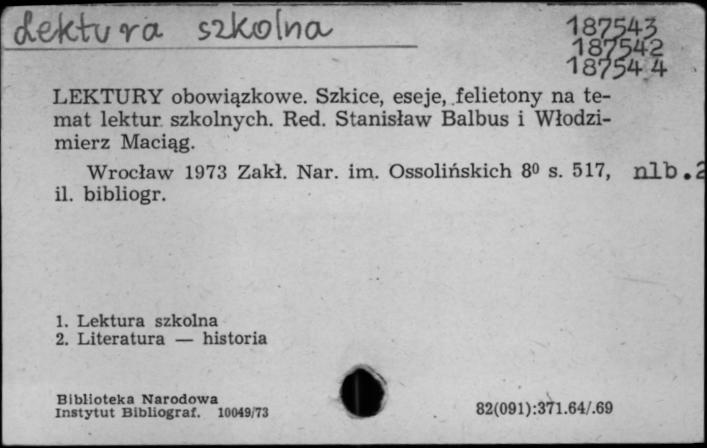 Lektura szkolna
187543
187542
187544
LEKTURY obowiązkowe. Szkice, eseje, felietony na te-
mat lektur szkolnych. Red. Stanisław Balbus i Włodzi-
mierz Maciąg.
Wrocław 1973 Zakł. Nar. im. Ossolińskich 8⁰ s. 517, nlb.2
il. bibliogr.
1. Lektura szkolna
2. Literatura — historia
Biblioteka Narodowa
Instytut Bibliograf. 10049/73
82(091):371.64/.69